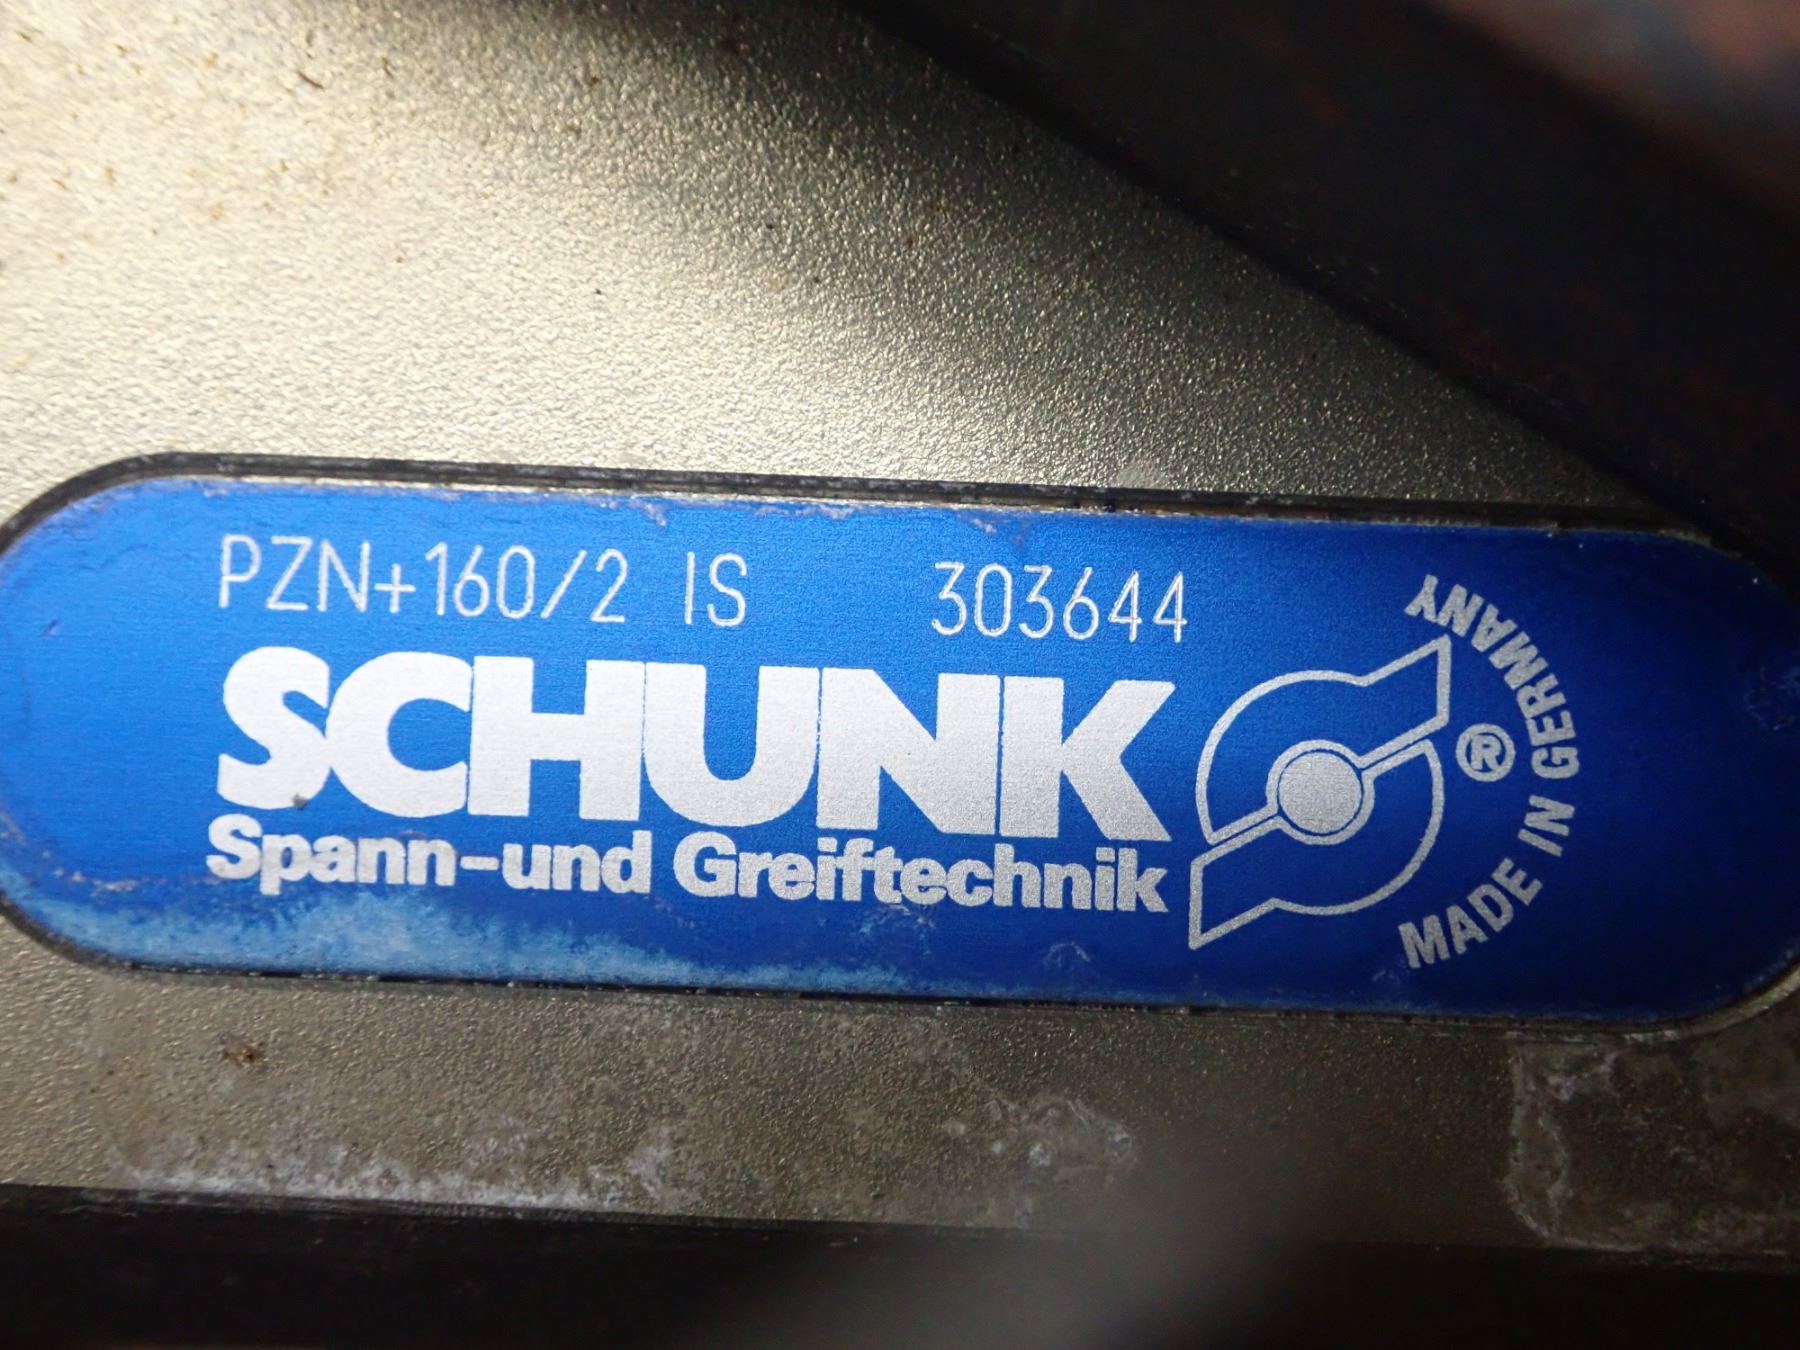 PZN+160/2 IS 303644
SCHUNK
Spann-und Greiftechnik
®
MADE IN GERMANY